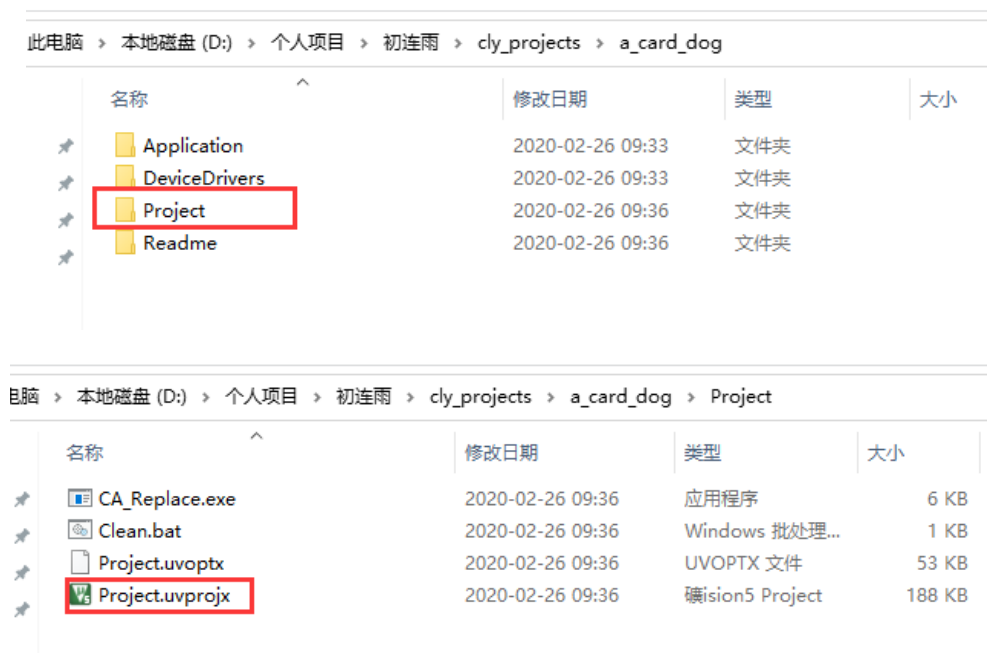 此电脑 › 本地磁盘 (D:) › 个人项目 › 初连雨 › cly_projects › a_card_dog
名称 修改日期 类型 大小
Application 2020-02-26 09:33 文件夹
DeviceDrivers 2020-02-26 09:33 文件夹
Project 2020-02-26 09:36 文件夹
Readme 2020-02-26 09:36 文件夹
电脑 › 本地磁盘 (D:) › 个人项目 › 初连雨 › cly_projects › a_card_dog › Project
名称 修改日期 类型 大小
CA_Replace.exe 2020-02-26 09:36 应用程序 6 KB
Clean.bat 2020-02-26 09:36 Windows 批处理... 1 KB
Project.uvoptx 2020-02-26 09:36 UVOPTX 文件 53 KB
Project.uvprojx 2020-02-26 09:36 礦ision5 Project 188 KB